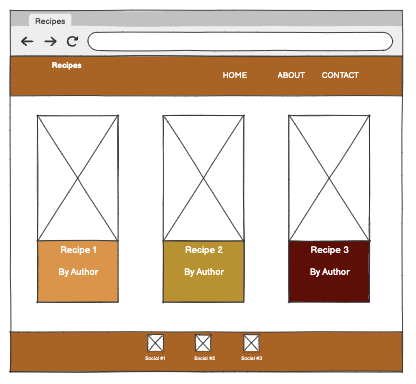 Recipes
Recipes
HOME ABOUT CONTACT
Recipe 1
By Author
Recipe 2
By Author
Recipe 3
By Author
Social #1 Social #2 Social #3